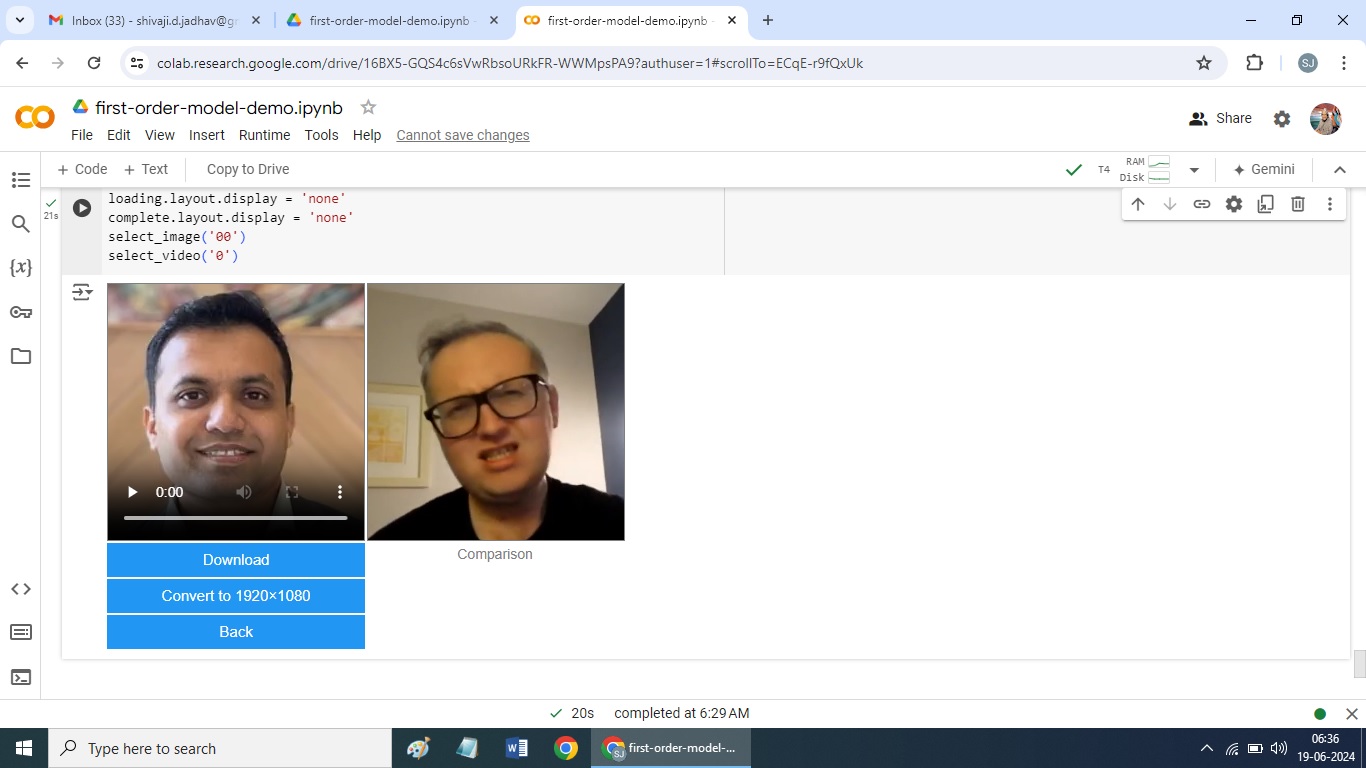 Inbox (33) - shivaji.d.jadhav@g
first-order-model-demo.ipynb -
first-order-model-demo.ipynb -
colab.research.google.com/drive/16BX5-GQS4c6sVwRbsoURkFR-WWMpsPA9?authuser=1#scrollTo=ECqE-r9fQxUk
SJ
first-order-model-demo.ipynb
File Edit View Insert Runtime Tools Help Cannot save changes
Share
+ Code + Text Copy to Drive
T4 RAM Disk Gemini
21s
loading.layout.display = 'none'
complete.layout.display = 'none'
select_image('00')
select_video('0')
{x}
0:00
Download
Comparison
Convert to 1920×1080
Back
20s completed at 6:29 AM
Type here to search
SJ
first-order-model-...
06:36
19-06-2024